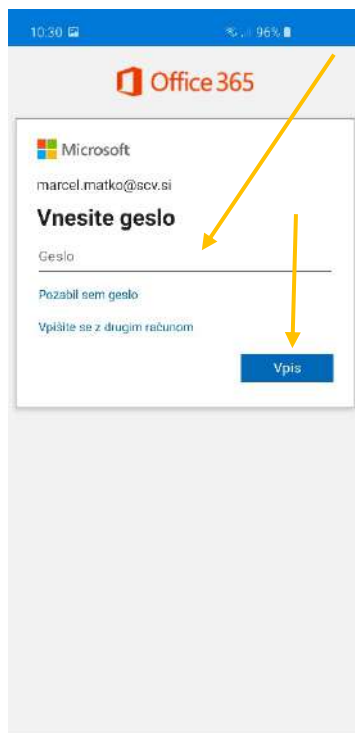 10:30 96%
Office 365
Microsoft
marcel.matko@scv.si
Vnesite geslo
Geslo
Pozabil sem geslo
Vpišite se z drugim računom
Vpis